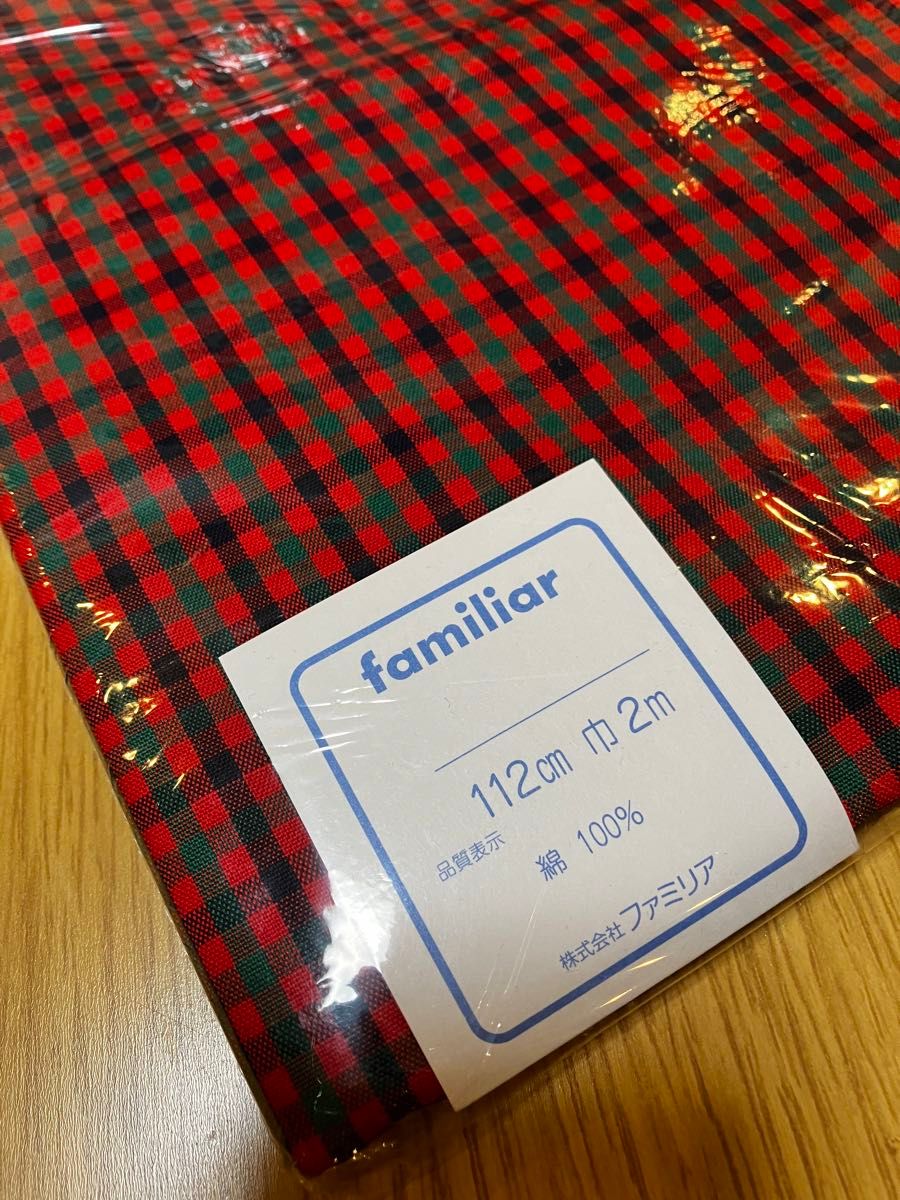 familiar
112㎝ 巾 2m
品質表示
綿 100%
株式会社 ファミリア